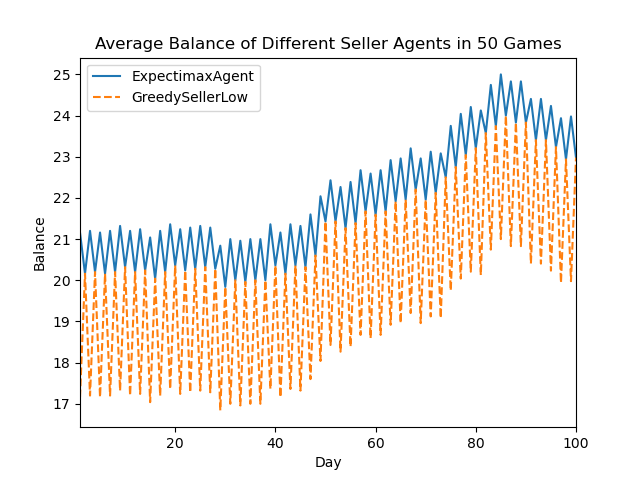 Average Balance of Different Seller Agents in 50 Games
ExpectimaxAgent
GreedySellerLow
25
24
23
22
21
20
19
18
17
Balance
20
40
60
80
100
Day